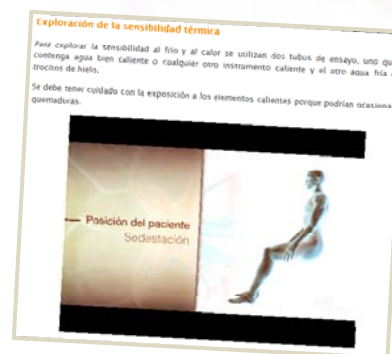 Exploración de la sensibilidad térmica
Para explorar la sensibilidad al frío y al calor se utilizan dos tubos de ensayo, uno qu
contenga agua bien caliente o cualquier otro instrumento caliente y el otro agua fría
trocitos de hielo.
Se debe tener cuidado con la exposición a los elementos calientes porque podrían ocasiona
quemaduras.
Posición del paciente
Sedestación